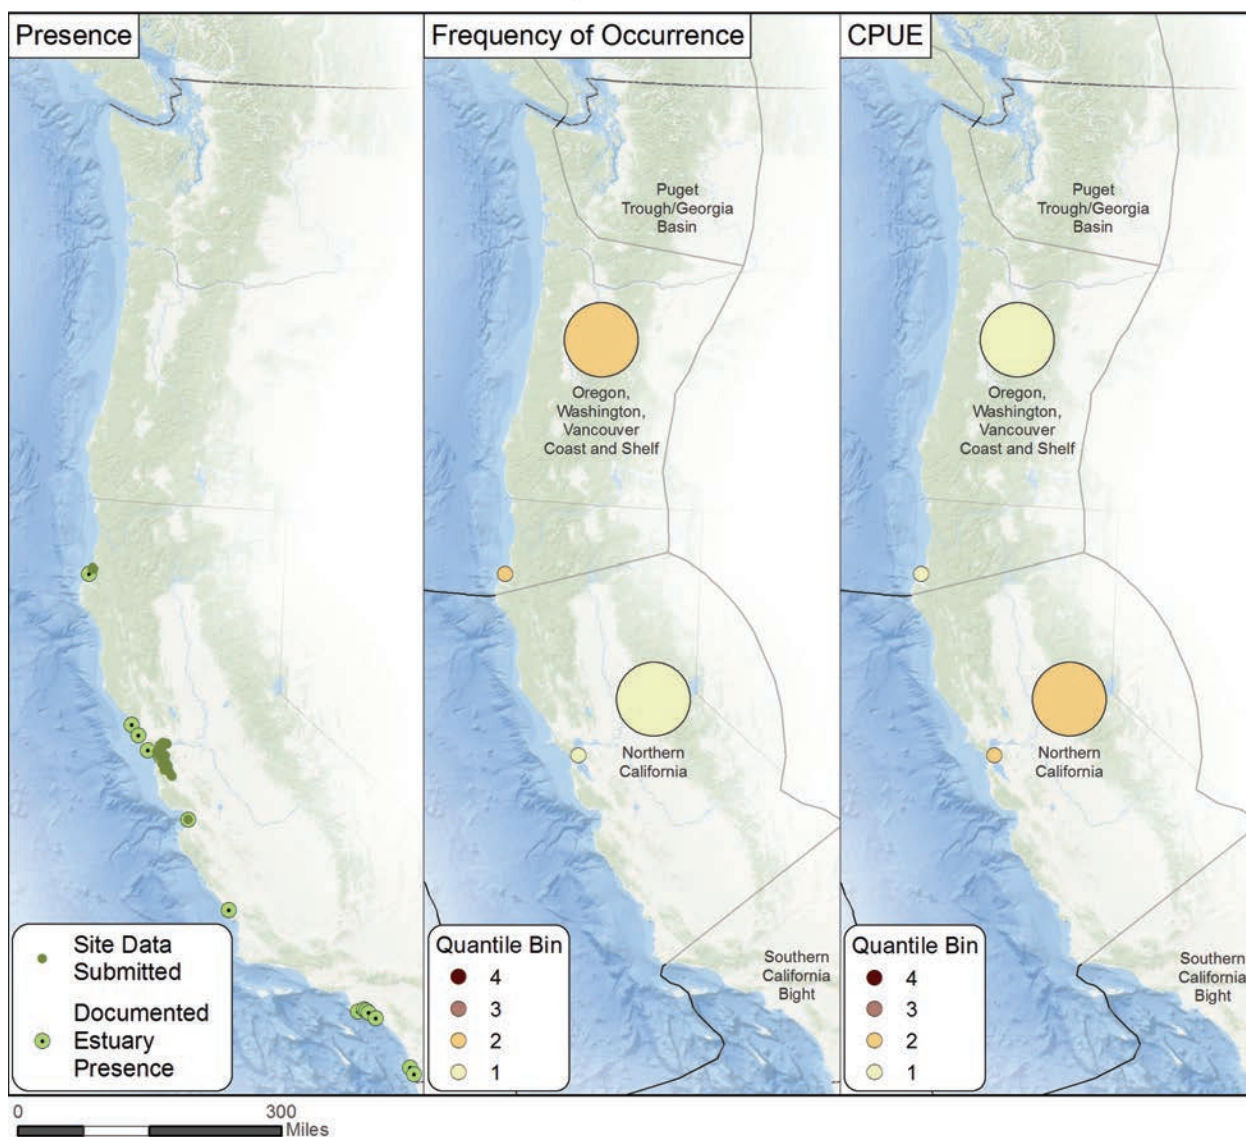 Presence
Site Data
Submitted
Documented
Estuary
Presence
0
300
Miles
Frequency of Occurrence
Puget
Trough/Georgia
Basin
Oregon,
Washington,
Vancouver
Coast and Shelf
Northern
California
Southern
California
Bight
Quantile Bin
4
3
2
1
CPUE
Puget
Trough/Georgia
Basin
Oregon,
Washington,
Vancouver
Coast and Shelf
Northern
California
Southern
California
Bight
Quantile Bin
4
3
2
1